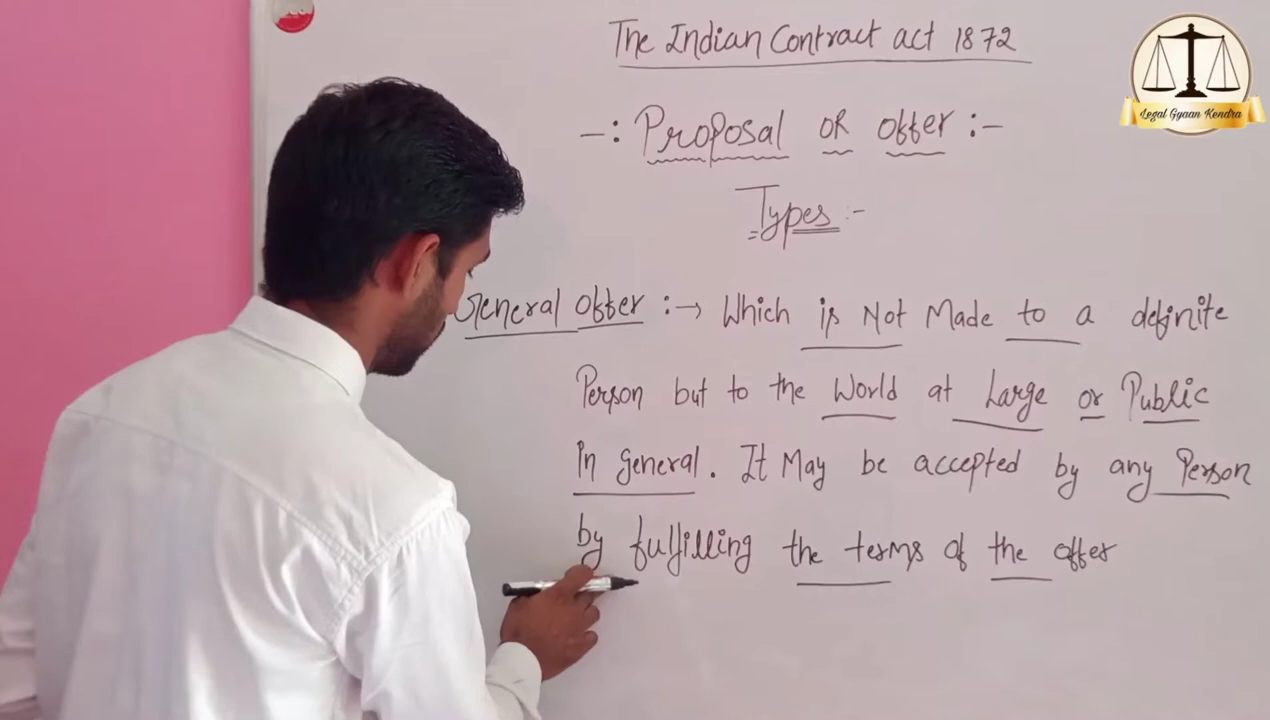 The Indian Contract act 1872
Legal Gyaan Kendra
-: Proposal OR offer :-
Types :-
General offer :→ Which is Not Made to a definite
Person but to the World at Large or Public
In general. It May be accepted by any Person
by fulfilling the terms of the offer